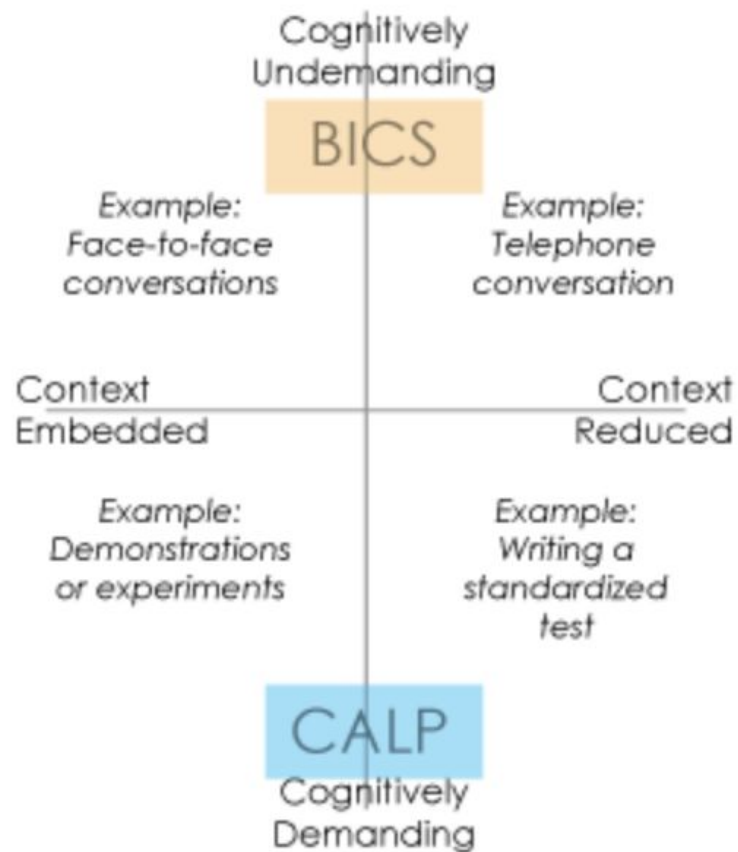 Cognitively
Undemanding
BICS
Example:
Face-to-face
conversations
Example:
Telephone
conversation
Context
Embedded
Context
Reduced
Example:
Demonstrations
or experiments
Example:
Writing a
standardized
test
CALP
Cognitively
Demanding